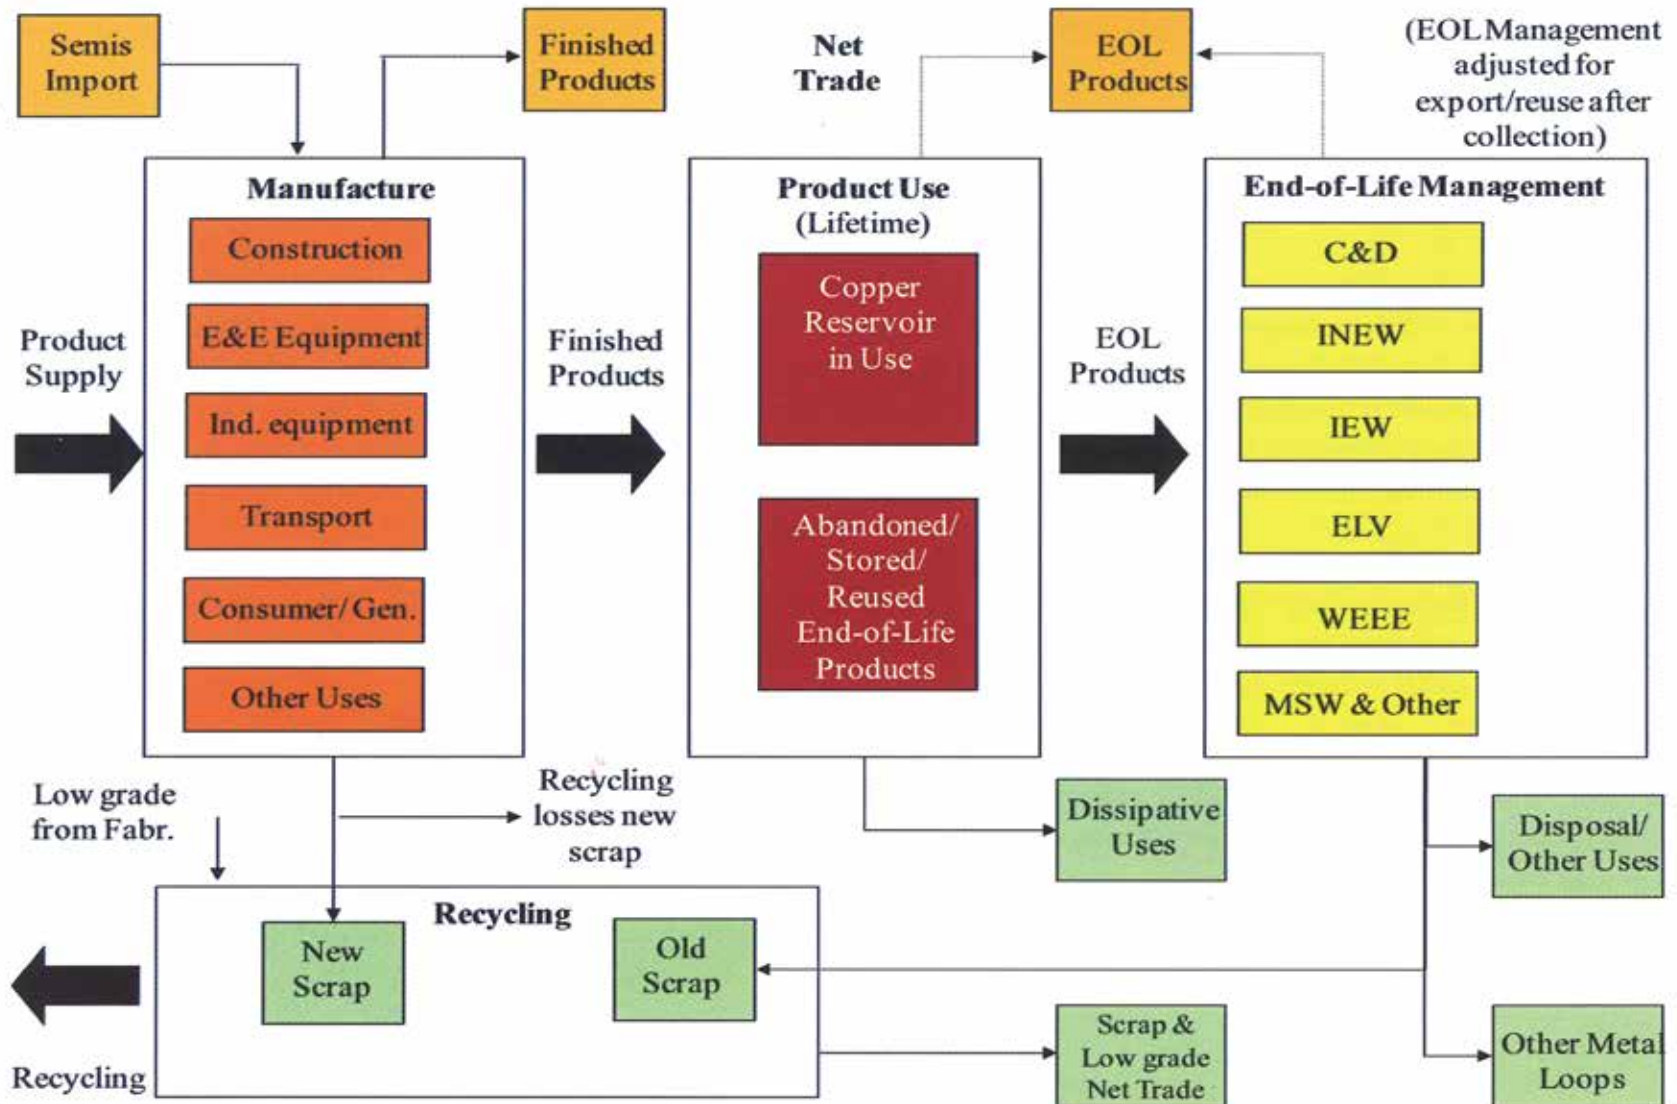 Semis
Import
Finished
Products
Net
Trade
EOL
Products
(EOL Management
adjusted for
export/reuse after
collection)
Manufacture
Construction
E&E Equipment
Ind. equipment
Transport
Consumer/ Gen.
Other Uses
Product Use
(Lifetime)
Copper
Reservoir
in Use
Abandoned/
Stored/
Reused
End-of-Life
Products
End-of-Life Management
C&D
INEW
IEW
ELV
WEEE
MSW & Other
Product
Supply
Finished
Products
EOL
Products
Low grade
from Fabr.
Recycling
losses new
scrap
Dissipative
Uses
Disposal/
Other Uses
Recycling
New
Scrap
Old
Scrap
Scrap &
Low grade
Net Trade
Other Metal
Loops
Recycling